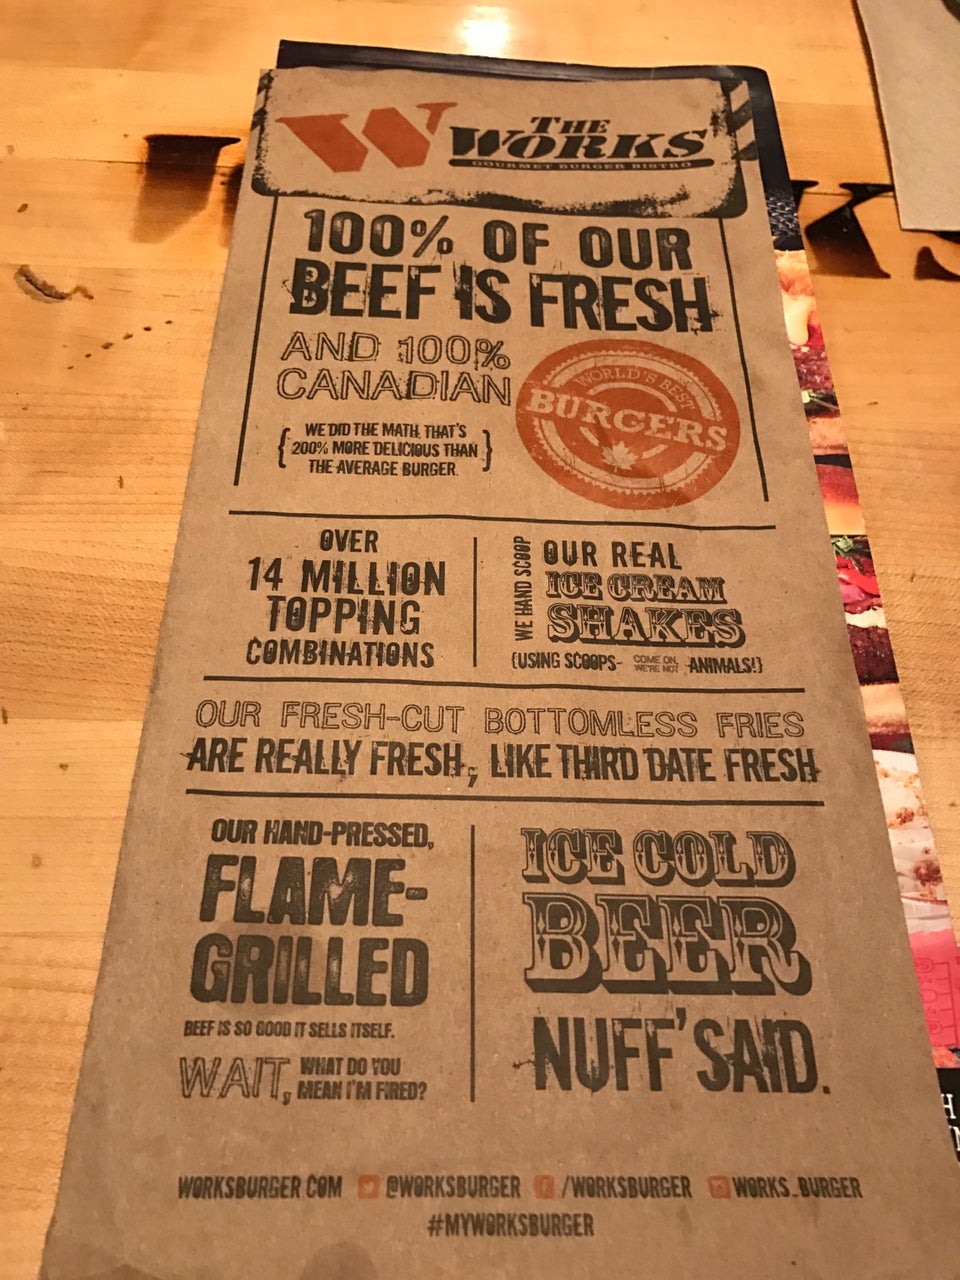 W THE
WORKS
GOURMET BURGER BISTRO
100% OF OUR
BEEF IS FRESH
AND 100%
CANADIAN
WE DID THE MATH, THAT'S
{ 200% MORE DELICIOUS THAN }
THE AVERAGE BURGER.
WORLD'S BEST
BURGERS
OVER
14 MILLION
TOPPING
COMBINATIONS
WE HAND SCOOP
OUR REAL
ICE CREAM
SHAKES
(USING SCOOPS- COME ON, WE'RE NOT ANIMALS!)
OUR FRESH-CUT BOTTOMLESS FRIES
ARE REALLY FRESH, LIKE THIRD DATE FRESH
OUR HAND-PRESSED,
FLAME-
GRILLED
BEEF IS SO GOOD IT SELLS ITSELF.
WAIT, WHAT DO YOU
MEAN I'M FIRED?
ICE COLD
BEER
NUFF'SAID.
WORKSBURGER.COM @WORKSBURGER /WORKSBURGER WORKS_BURGER
#MYWORKSBURGER